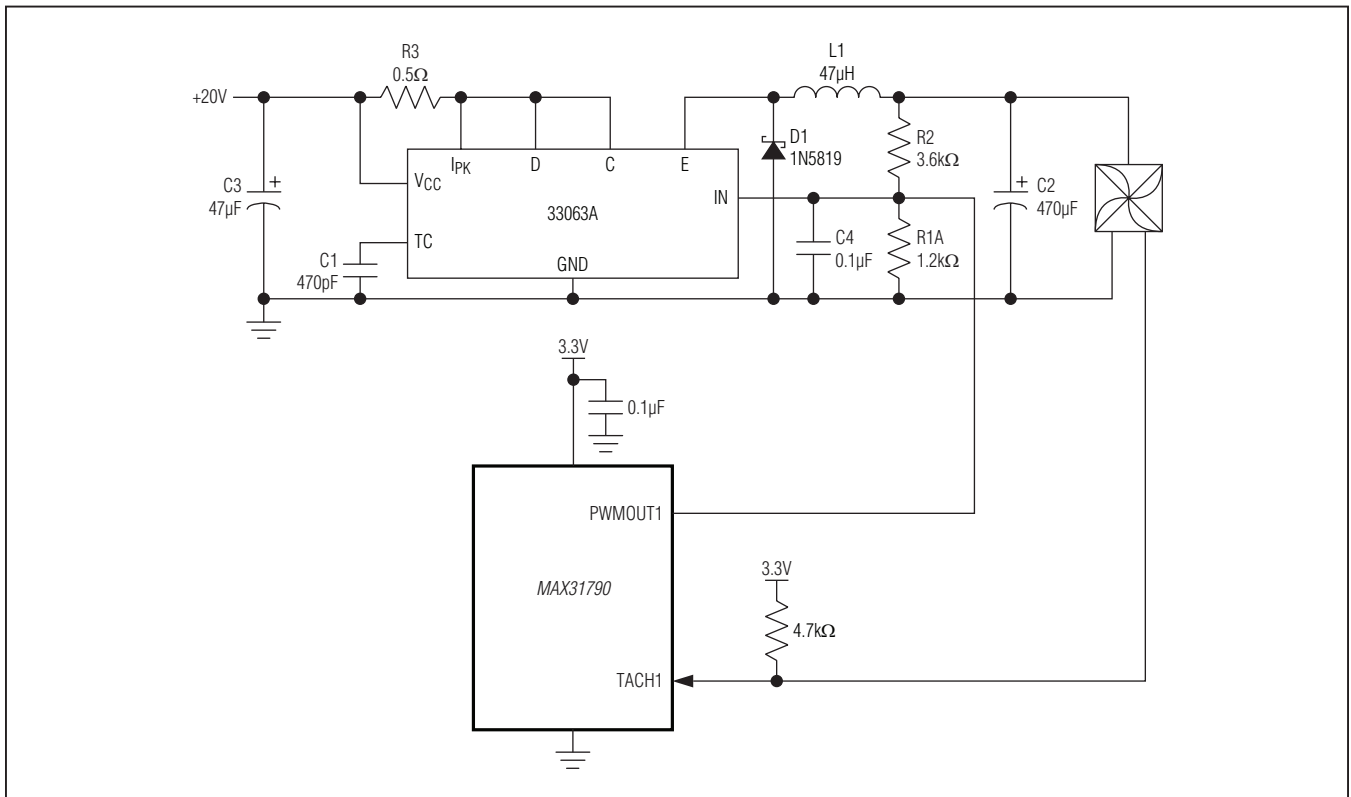 L1
47µH
R3
0.5Ω
+20V
D1
1N5819
R2
3.6kΩ
IPK
D
C
E
C3
47µF
+
VCC
IN
C2
470µF
+
33063A
TC
C4
0.1µF
R1A
1.2kΩ
C1
470pF
GND
3.3V
0.1µF
PWMOUT1
MAX31790
3.3V
4.7kΩ
TACH1